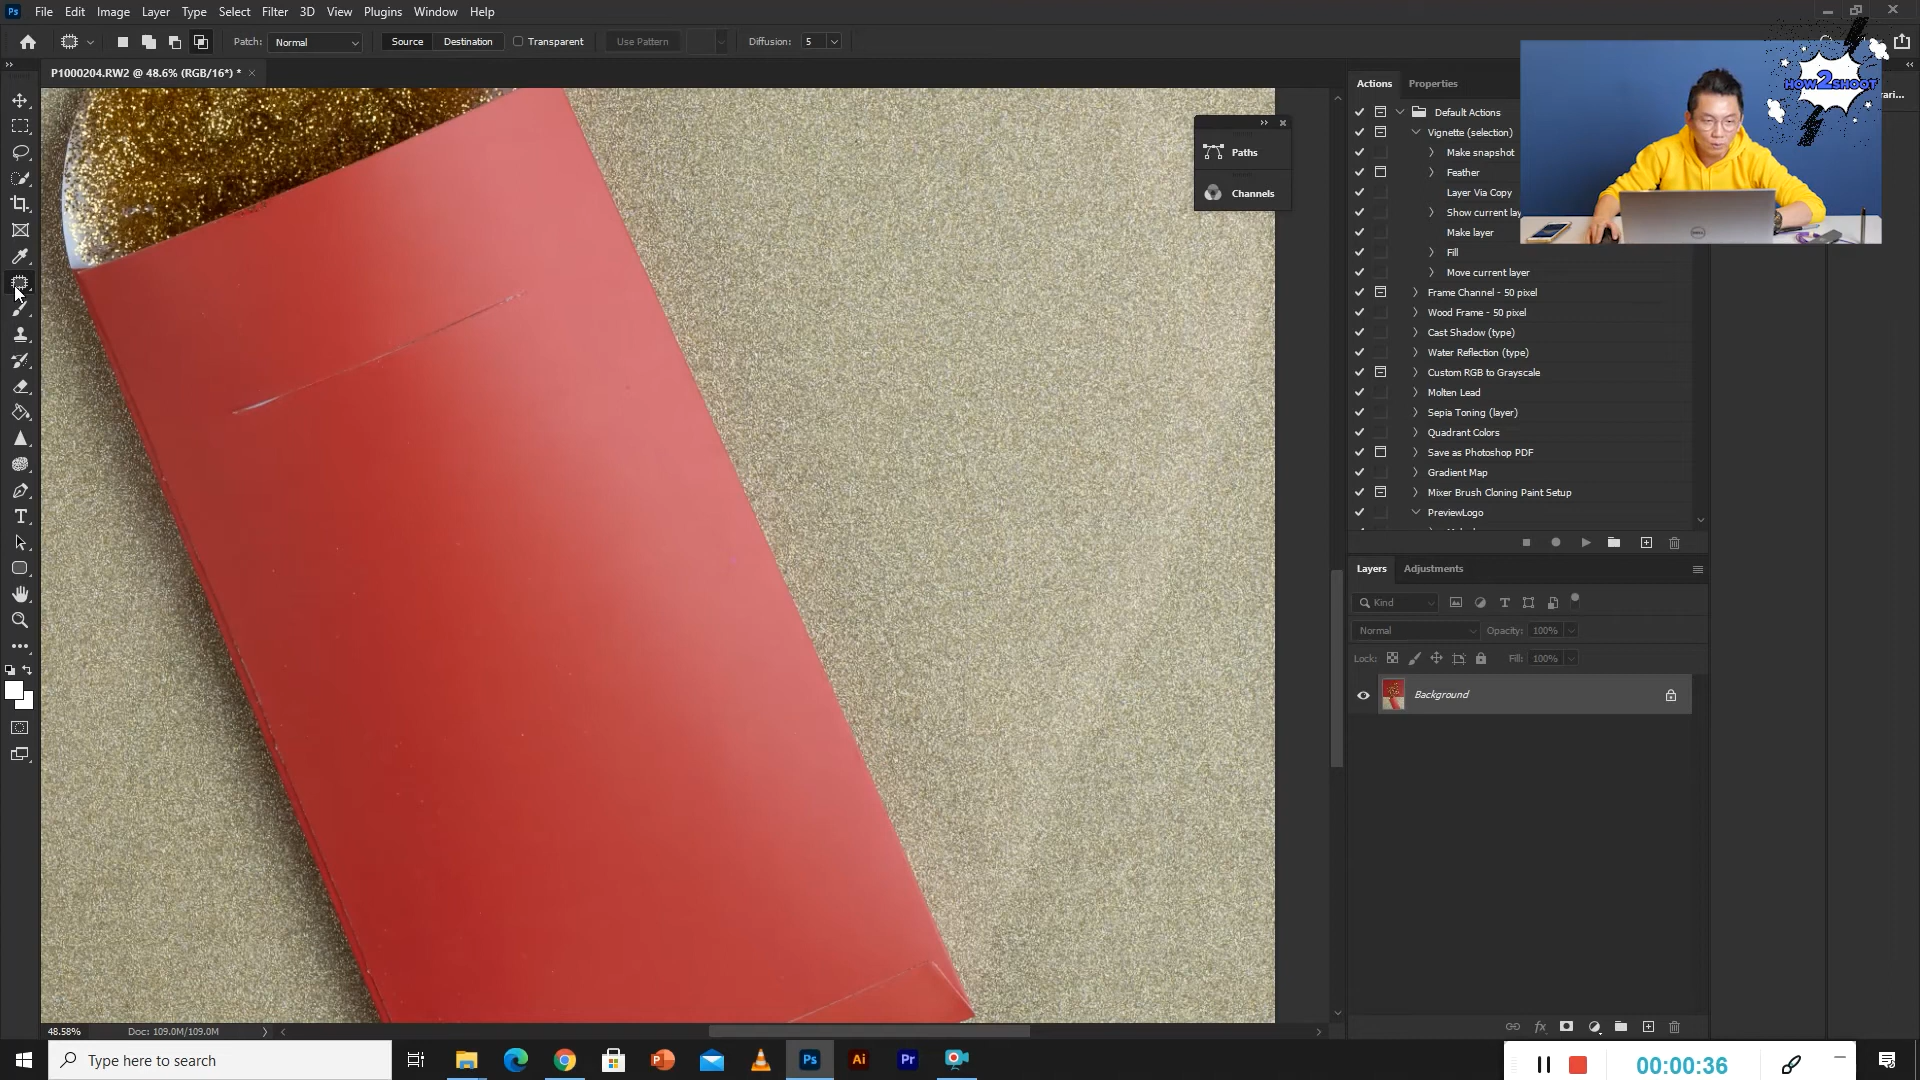 Ps File Edit Image Layer Type Select Filter 3D View Plugins Window Help
Patch: Normal Source Destination Transparent Use Pattern Diffusion: 5
P1000204.RW2 @ 48.6% (RGB/16*) *
HOW2SHOOT
Paths
Channels
Actions Properties
Default Actions
Vignette (selection)
Make snapshot
Feather
Layer Via Copy
Show current lay
Make layer
Fill
Move current layer
Frame Channel - 50 pixel
Wood Frame - 50 pixel
Cast Shadow (type)
Water Reflection (type)
Custom RGB to Grayscale
Molten Lead
Sepia Toning (layer)
Quadrant Colors
Save as Photoshop PDF
Gradient Map
Mixer Brush Cloning Paint Setup
PreviewLogo
Layers Adjustments
Kind
Normal Opacity: 100%
Lock: Fill: 100%
Background
48.58% Doc: 109.0M/109.0M
Type here to search
Ps Ai Pr
00:00:36